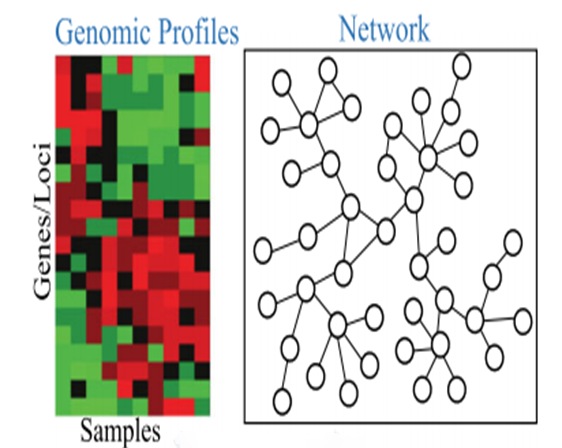 Genomic Profiles
Network
Genes/Loci
Samples